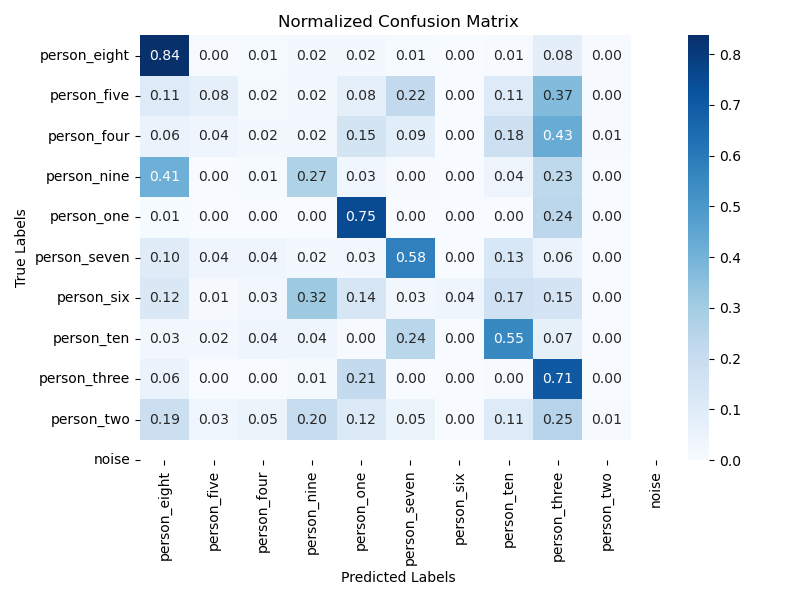 Normalized Confusion Matrix
True Labels
person_eight 0.84 0.00 0.01 0.02 0.02 0.01 0.00 0.01 0.08 0.00
person_five 0.11 0.08 0.02 0.02 0.08 0.22 0.00 0.11 0.37 0.00
person_four 0.06 0.04 0.02 0.02 0.15 0.09 0.00 0.18 0.43 0.01
person_nine 0.41 0.00 0.01 0.27 0.03 0.00 0.00 0.04 0.23 0.00
person_one 0.01 0.00 0.00 0.00 0.75 0.00 0.00 0.00 0.24 0.00
person_seven 0.10 0.04 0.04 0.02 0.03 0.58 0.00 0.13 0.06 0.00
person_six 0.12 0.01 0.03 0.32 0.14 0.03 0.04 0.17 0.15 0.00
person_ten 0.03 0.02 0.04 0.04 0.00 0.24 0.00 0.55 0.07 0.00
person_three 0.06 0.00 0.00 0.01 0.21 0.00 0.00 0.00 0.71 0.00
person_two 0.19 0.03 0.05 0.20 0.12 0.05 0.00 0.11 0.25 0.01
noise
person_eight
person_five
person_four
person_nine
person_one
person_seven
person_six
person_ten
person_three
person_two
noise
Predicted Labels
0.8
0.7
0.6
0.5
0.4
0.3
0.2
0.1
0.0